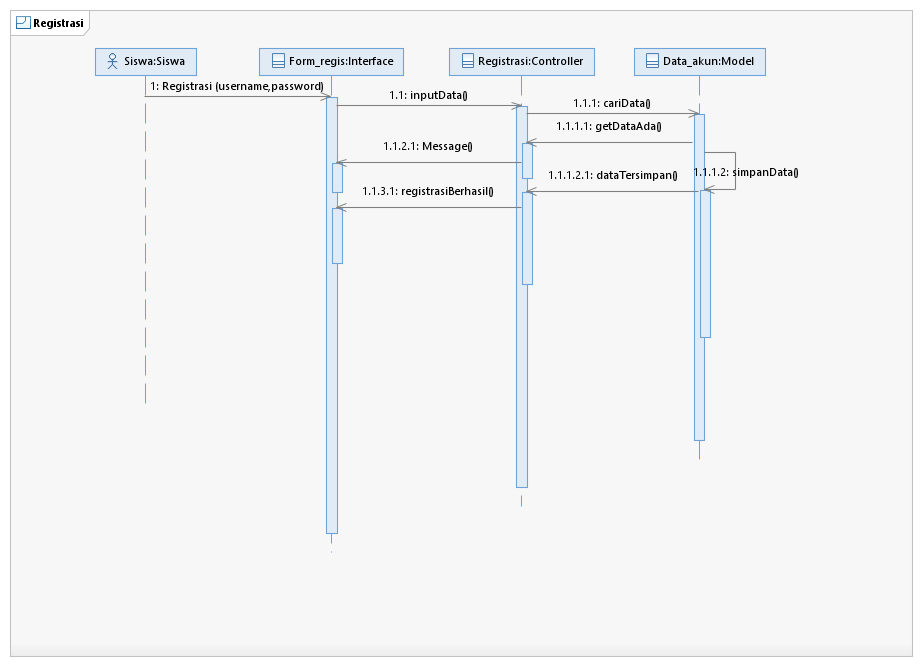 Registrasi
Siswa:Siswa
Form_regis:Interface
Registrasi:Controller
Data_akun:Model
1: Registrasi (username,password)
1.1: inputData()
1.1.1: cariData()
1.1.1.1: getDataAda()
1.1.2.1: Message()
1.1.1.2: simpanData()
1.1.1.2.1: dataTersimpan()
1.1.3.1: registrasiBerhasil()